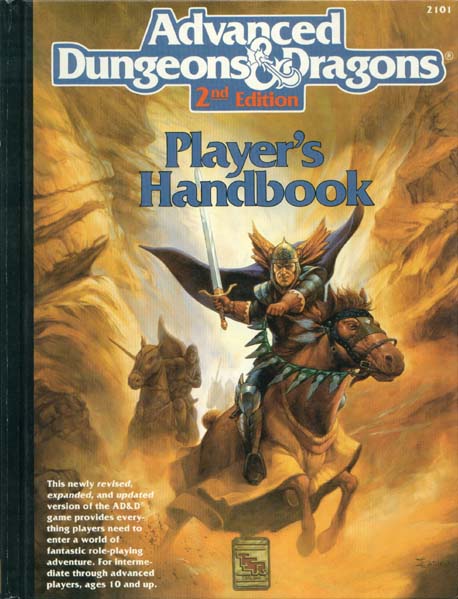 2101
Advanced
Dungeons & Dragons®
2nd Edition
Player's
Handbook
This newly revised,
expanded, and updated
version of the AD&D®
game provides every-
thing players need to
enter a world of
fantastic role-playing
adventure. For interme-
diate through advanced
players, ages 10 and up.
TSR